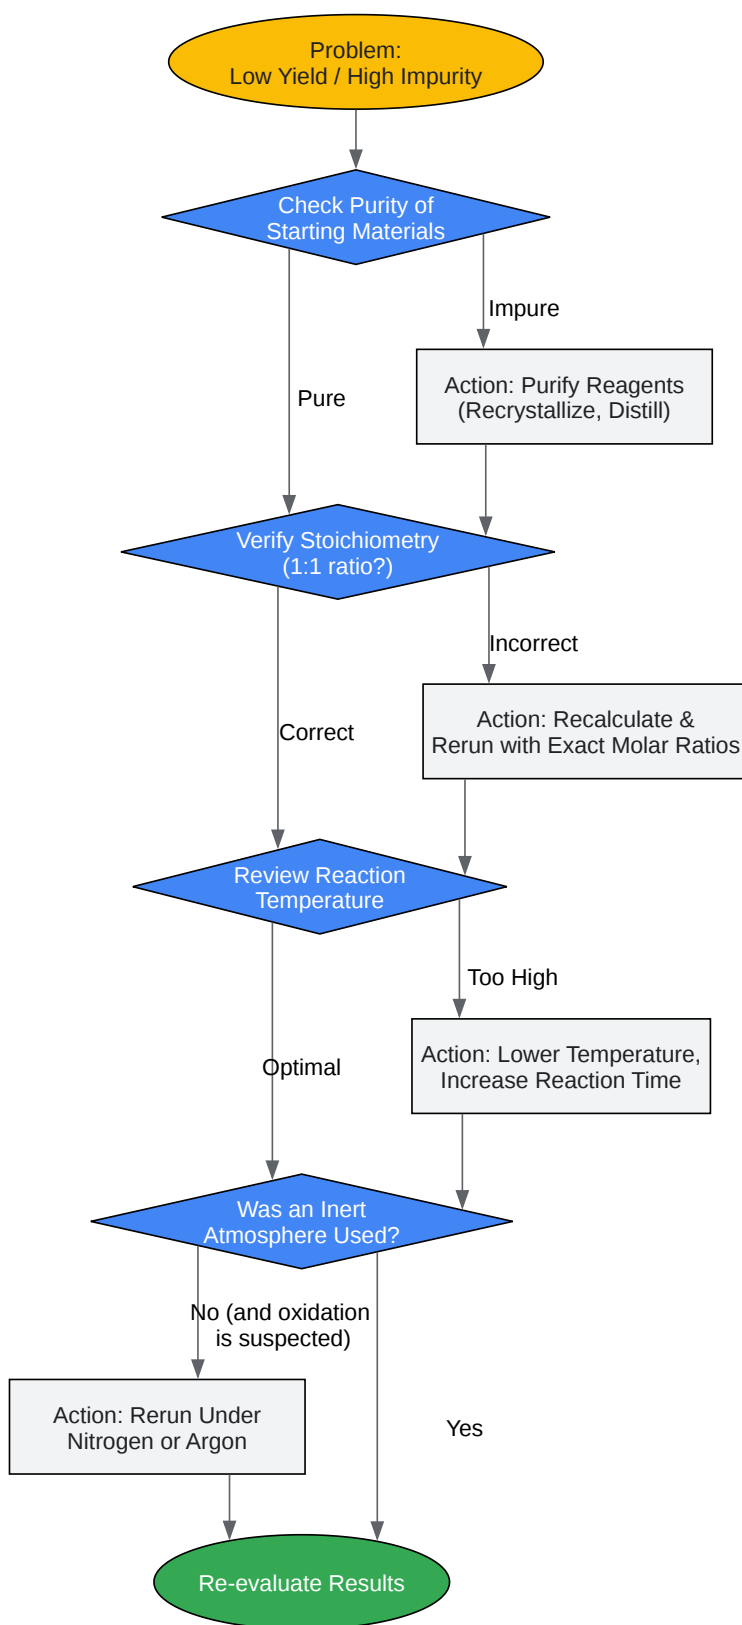 Problem:
Low Yield / High Impurity
Check Purity of
Starting Materials
Impure
Action: Purify Reagents
(Recrystallize, Distill)
Pure
Verify Stoichiometry
(1:1 ratio?)
Incorrect
Action: Recalculate &
Rerun with Exact Molar Ratios
Correct
Review Reaction
Temperature
Too High
Action: Lower Temperature,
Increase Reaction Time
Optimal
Was an Inert
Atmosphere Used?
No (and oxidation
is suspected)
Action: Rerun Under
Nitrogen or Argon
Yes
Re-evaluate Results